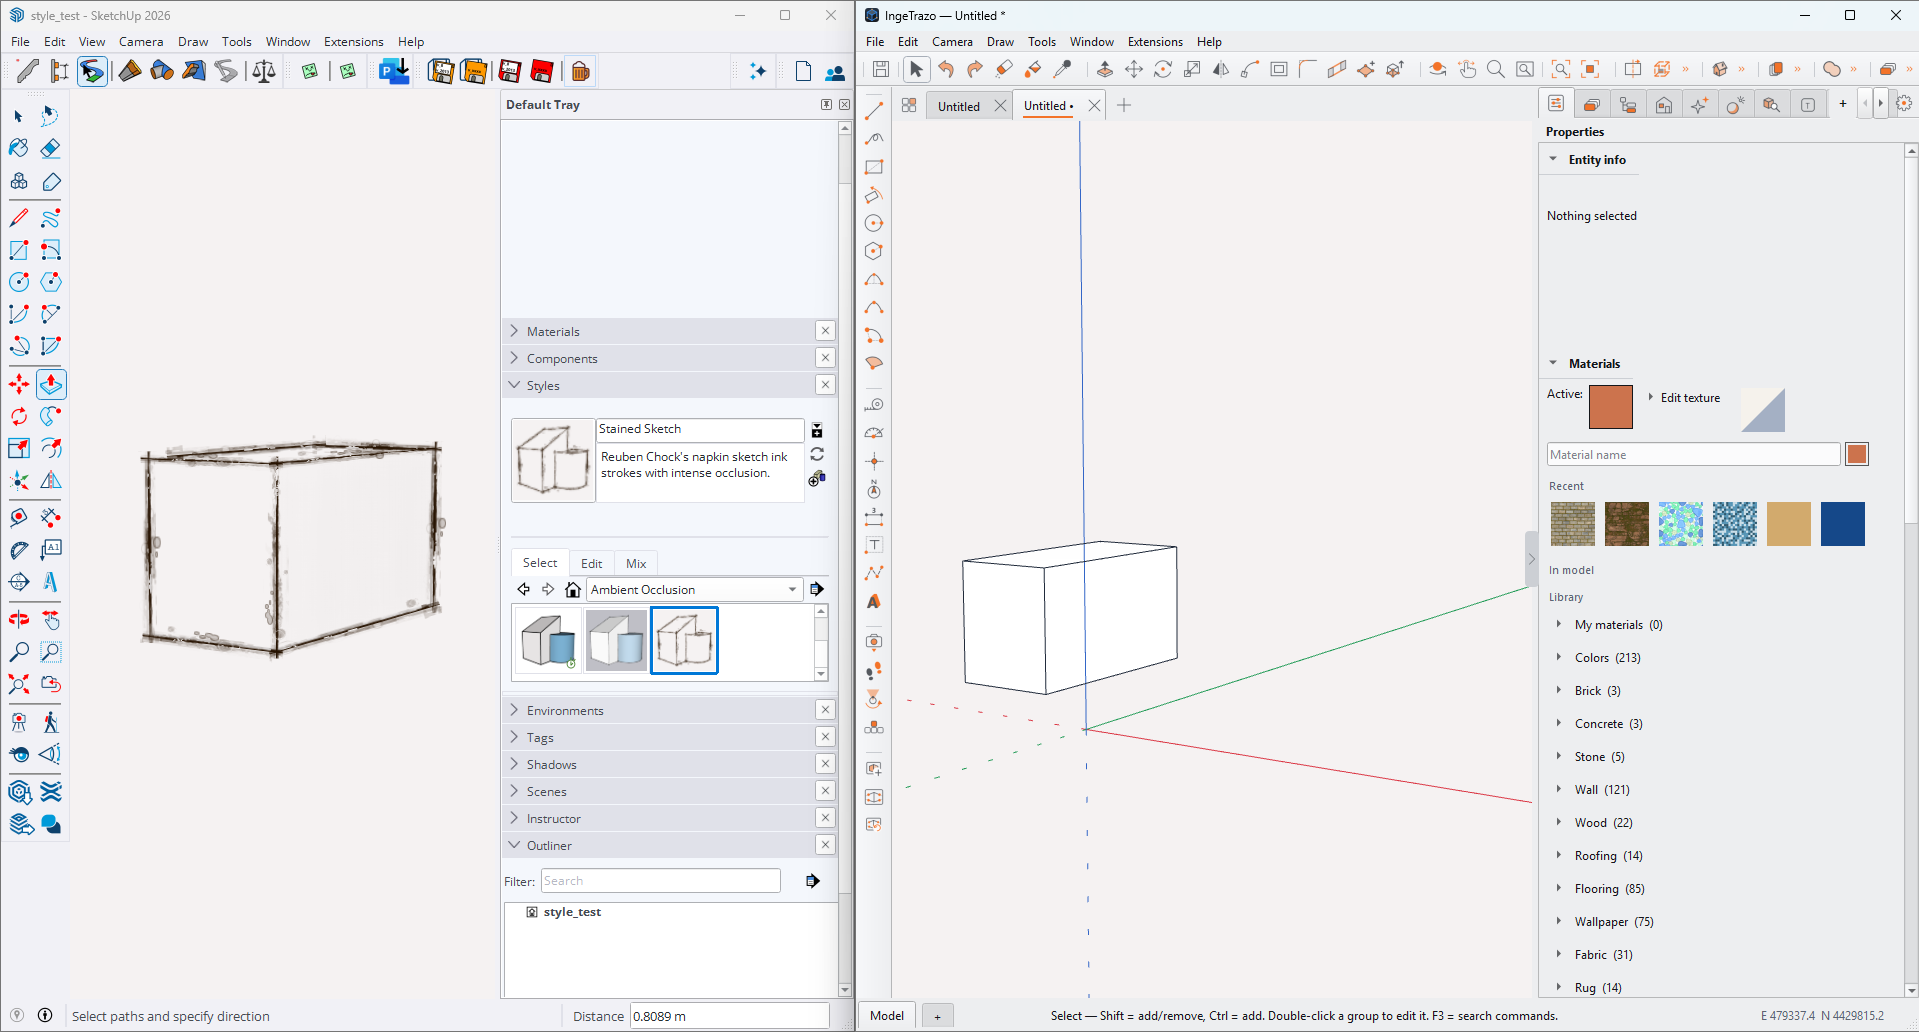 style_test - SketchUp 2026
File Edit View Camera Draw Tools Window Extensions Help
Default Tray
Materials
Components
Styles
Stained Sketch
Reuben Chock's napkin sketch ink
strokes with intense occlusion.
Select Edit Mix
Ambient Occlusion
Environments
Tags
Shadows
Scenes
Instructor
Outliner
Filter: Search
style_test
Select paths and specify direction
Distance 0.8089 m
IngeTrazo — Untitled *
File Edit Camera Draw Tools Window Extensions Help
Untitled Untitled •
Properties
Entity info
Nothing selected
Materials
Active: Edit texture
Material name
Recent
In model
Library
My materials (0)
Colors (213)
Brick (3)
Concrete (3)
Stone (5)
Wall (121)
Wood (22)
Roofing (14)
Flooring (85)
Wallpaper (75)
Fabric (31)
Rug (14)
Model +
Select — Shift = add/remove, Ctrl = add. Double-click a group to edit it. F3 = search commands.
E 479337.4 N 4429815.2